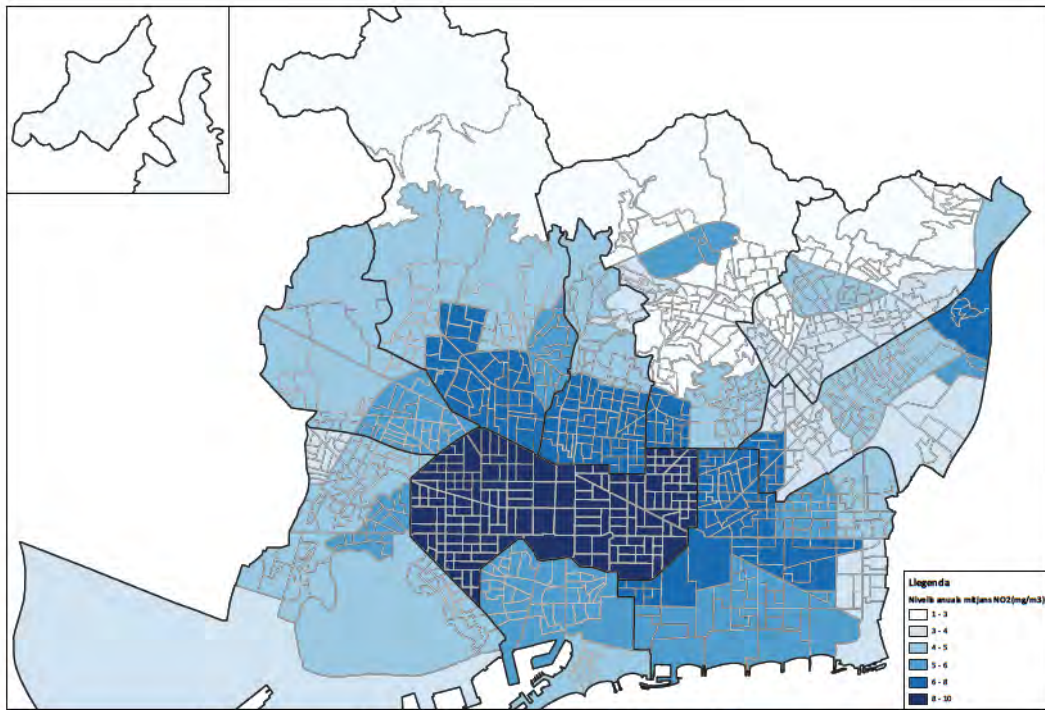 Llegenda
Nivells anuals mitjans NO2(mg/m3)
1 - 3
3 - 4
4 - 5
5 - 6
6 - 8
8 - 10